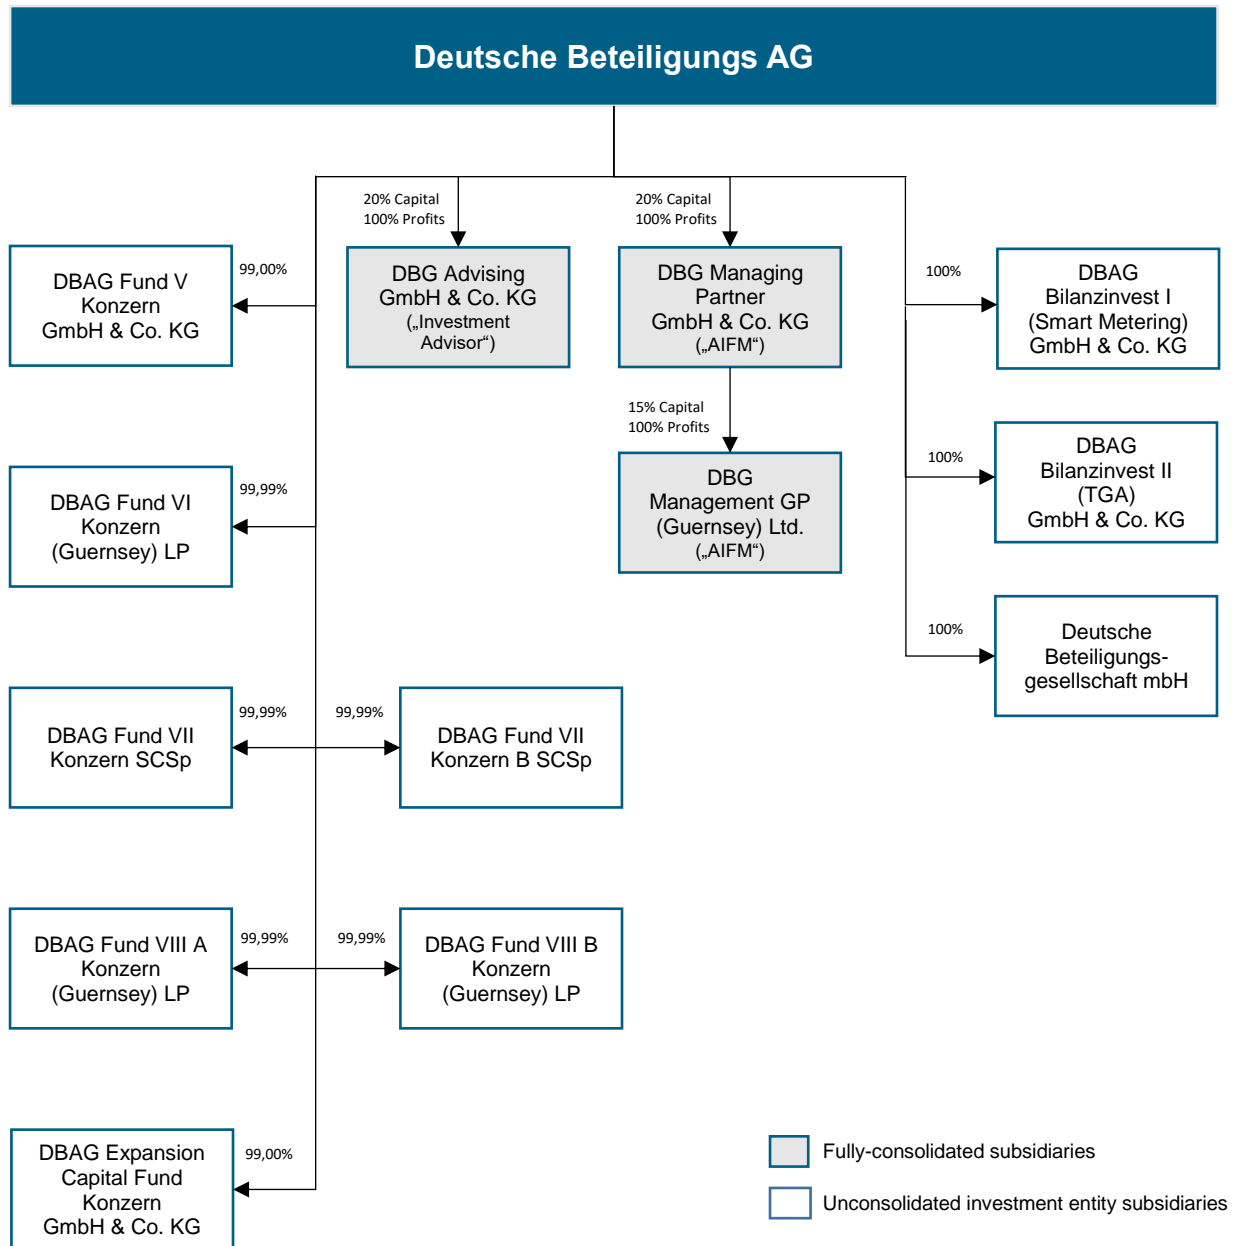 Deutsche Beteiligungs AG
20% Capital
100% Profits
20% Capital
100% Profits
DBAG Fund V
Konzern
GmbH & Co. KG
99,00%
DBG Advising
GmbH & Co. KG
(„Investment
Advisor“)
DBG Managing
Partner
GmbH & Co. KG
(„AIFM“)
100%
DBAG
Bilanzinvest I
(Smart Metering)
GmbH & Co. KG
15% Capital
100% Profits
DBAG Fund VI
Konzern
(Guernsey) LP
99,99%
DBG
Management GP
(Guernsey) Ltd.
(„AIFM“)
100%
DBAG
Bilanzinvest II
(TGA)
GmbH & Co. KG
100%
Deutsche
Beteiligungs-
gesellschaft mbH
DBAG Fund VII
Konzern SCSp
99,99%
99,99%
DBAG Fund VII
Konzern B SCSp
DBAG Fund VIII A
Konzern
(Guernsey) LP
99,99%
99,99%
DBAG Fund VIII B
Konzern
(Guernsey) LP
DBAG Expansion
Capital Fund
Konzern
GmbH & Co. KG
99,00%
Fully-consolidated subsidiaries
Unconsolidated investment entity subsidiaries